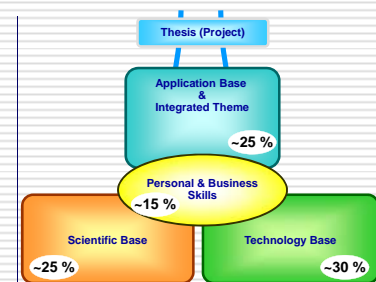 Thesis (Project)
Application Base
&
Integrated Theme
~25 %
Personal & Business
Skills
~15 %
Scientific Base
~25 %
Technology Base
~30 %